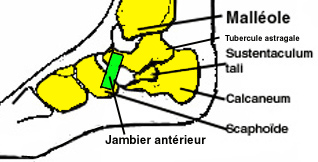 Malléole
Tubercule astragale
Sustentaculum
tali
Calcaneum
Scaphoïde
Jambier antérieur